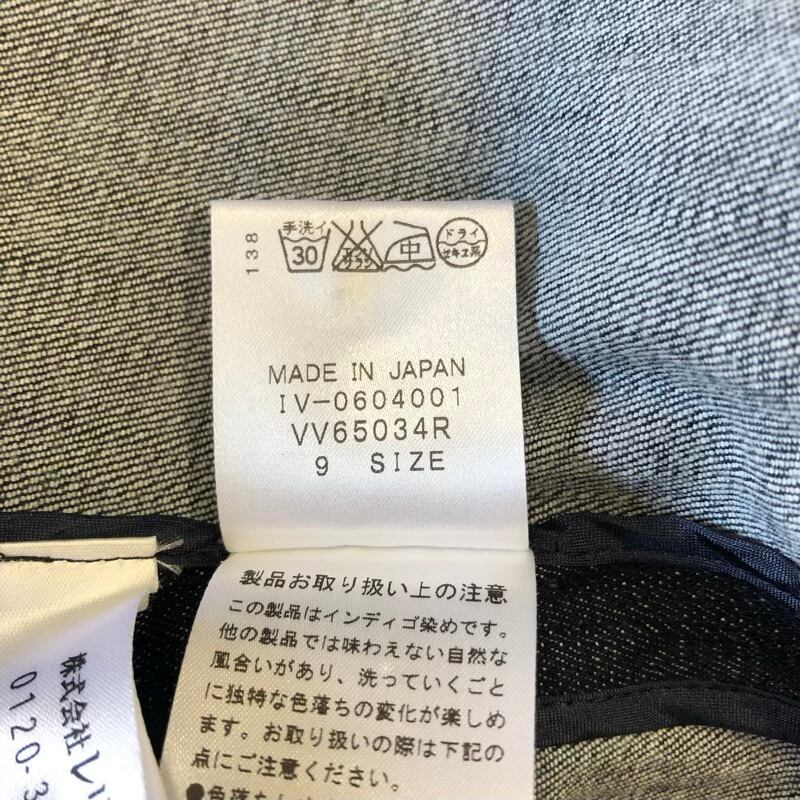 138
手洗イ
30
中
ドライ
セキユ系
MADE IN JAPAN
IV-0604001
VV65034R
9 SIZE
製品お取り扱い上の注意
この製品はインディゴ染めです。
他の製品では味わえない自然な
風合いがあり、洗っていくごと
に独特な色落ちの変化が楽しめ
ます。お取り扱いの際は下記の
点にご注意ください。
株式会社
0120-3